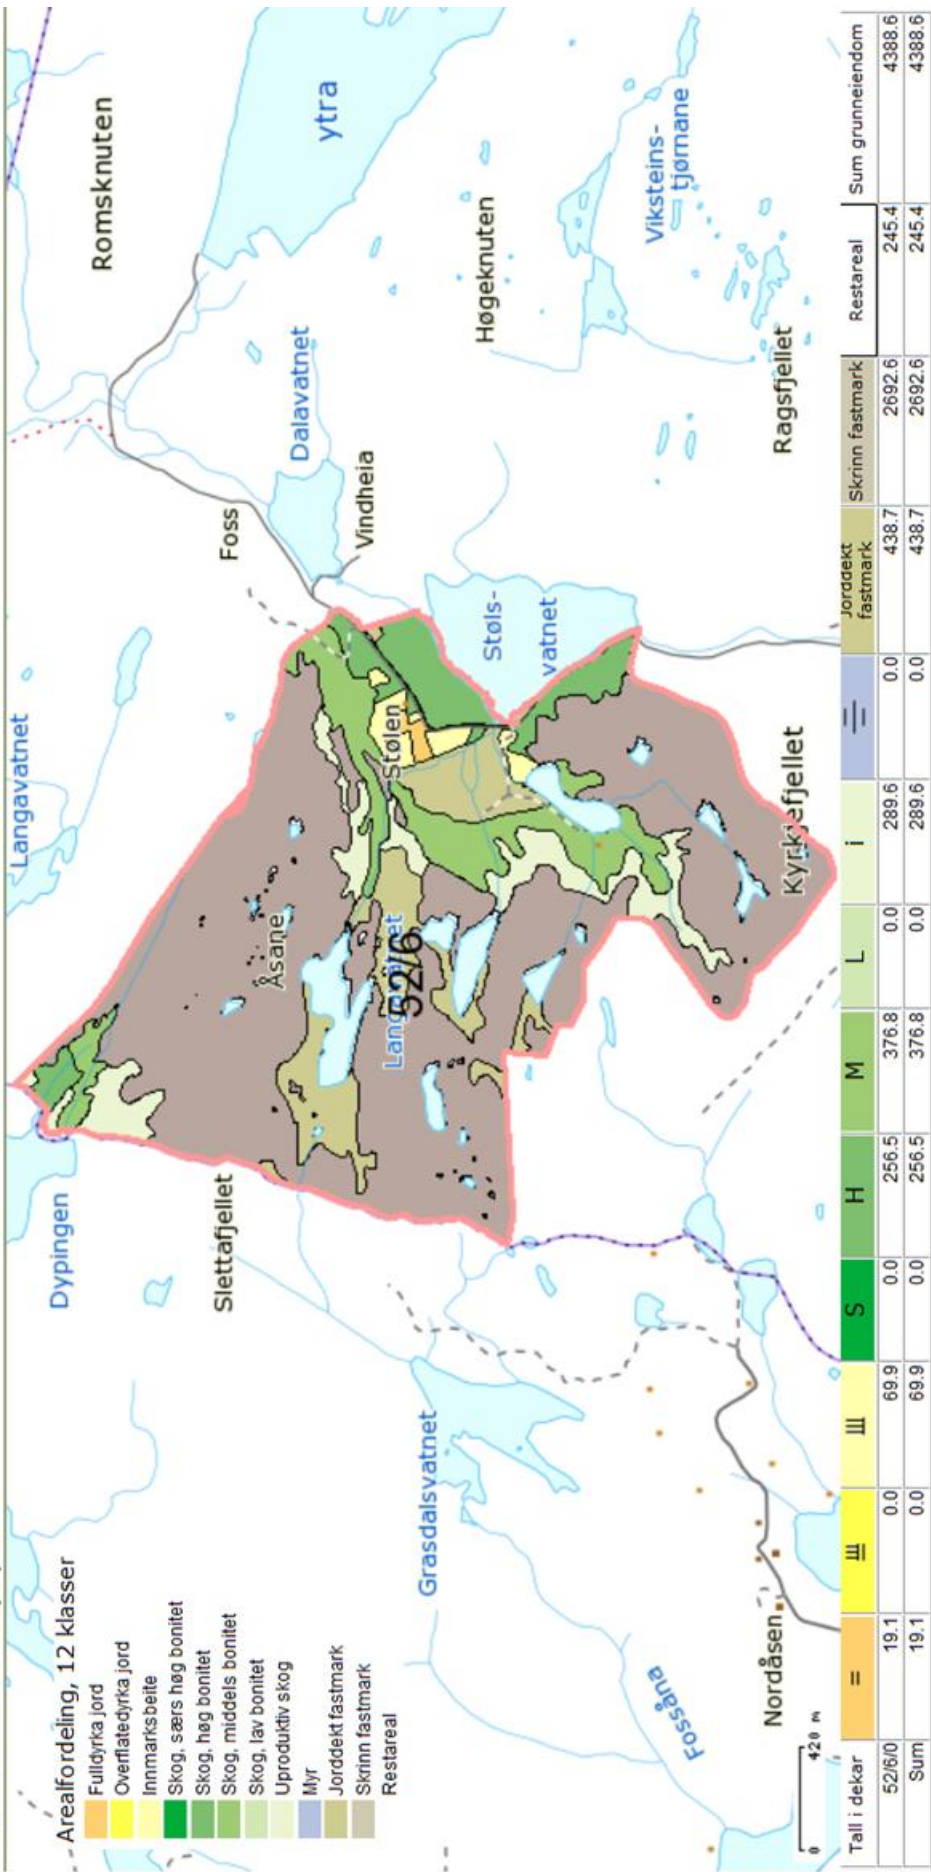 Arealfordeling, 12 klasser
Fulldyrka jord
Overflatedyrka jord
Innmarksbeite
Skog, særs høg bonitet
Skog, høg bonitet
Skog, middels bonitet
Skog, lav bonitet
Uproduktiv skog
Myr
Jorddekt fastmark
Skrinn fastmark
Restareal
Langavatnet
Dypingen
Romsknuten
Slettafjellet
Åsane
Foss
Dalavatnet
ytra
Vindheia
Stølen
Langavatnet
52/6
Grasdalsvatnet
Støls-
vatnet
Høgeknuten
Viksteins-
tjørnane
Fossåna
Nordåsen
Kyrkjefjellet
Ragsfjellet
0 420 m
Tall i dekar S H M L i Jorddekt fastmark Skrinn fastmark Restareal Sum grunneiendom
52/6/0 19.1 0.0 69.9 0.0 256.5 376.8 0.0 289.6 0.0 438.7 2692.6 245.4 4388.6
Sum 19.1 0.0 69.9 0.0 256.5 376.8 0.0 289.6 0.0 438.7 2692.6 245.4 4388.6